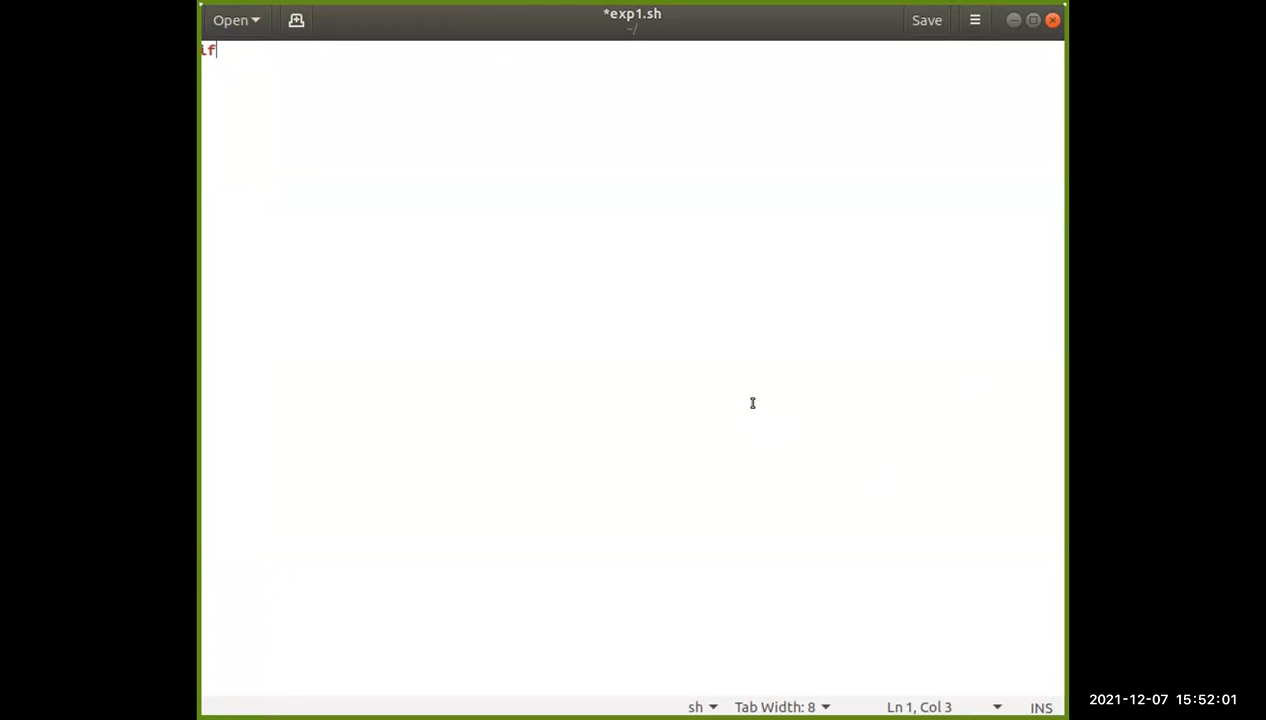 Open
*exp1.sh
~/
Save
if
sh
Tab Width: 8
Ln 1, Col 3
INS
2021-12-07 15:52:01